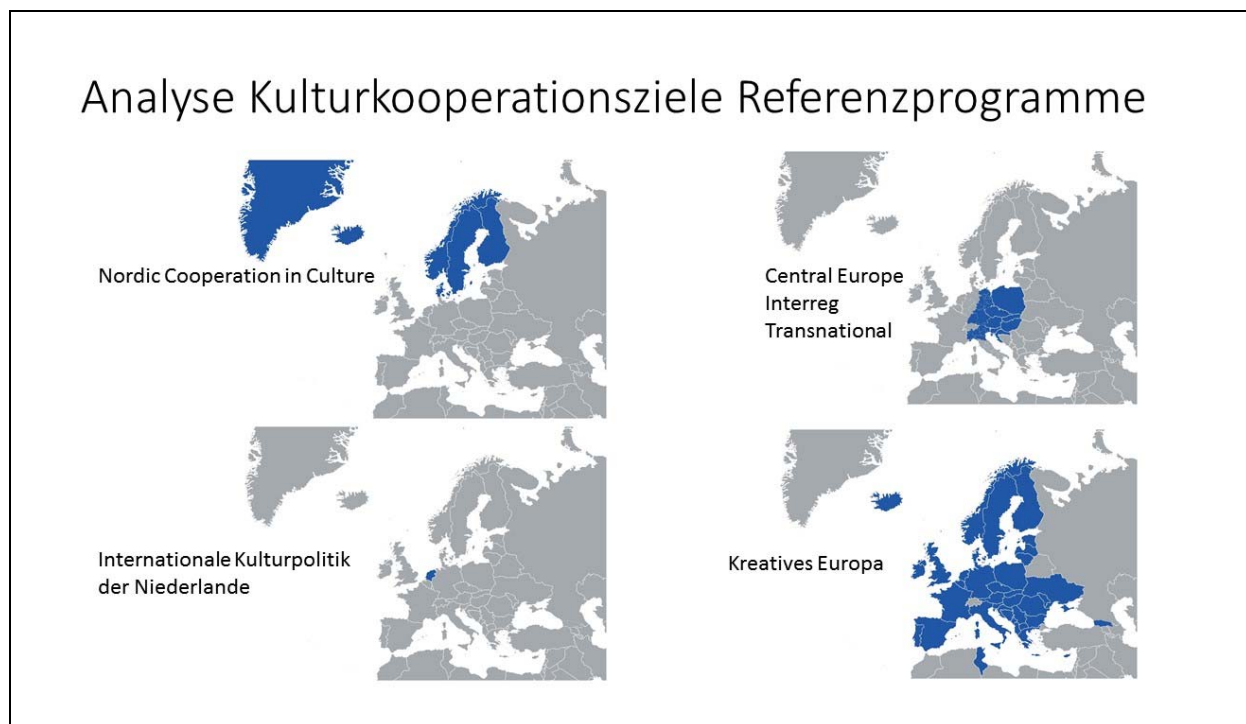 Analyse Kulturkooperationsziele Referenzprogramme
Nordic Cooperation in Culture
Central Europe
Interreg
Transnational
Internationale Kulturpolitik
der Niederlande
Kreatives Europa